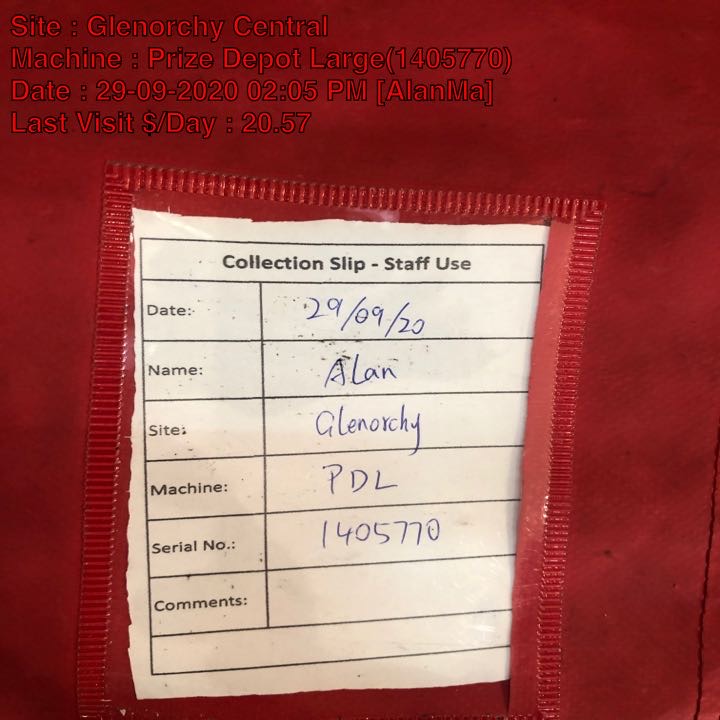 Site : Glenorchy Central
Machine : Prize Depot Large(1405770)
Date : 29-09-2020 02:05 PM [AlanMa]
Last Visit $/Day : 20.57
Collection Slip - Staff Use
Date: 29/09/20
Name: Alan
Site: Glenorchy
Machine: PDL
Serial No.: 1405770
Comments: